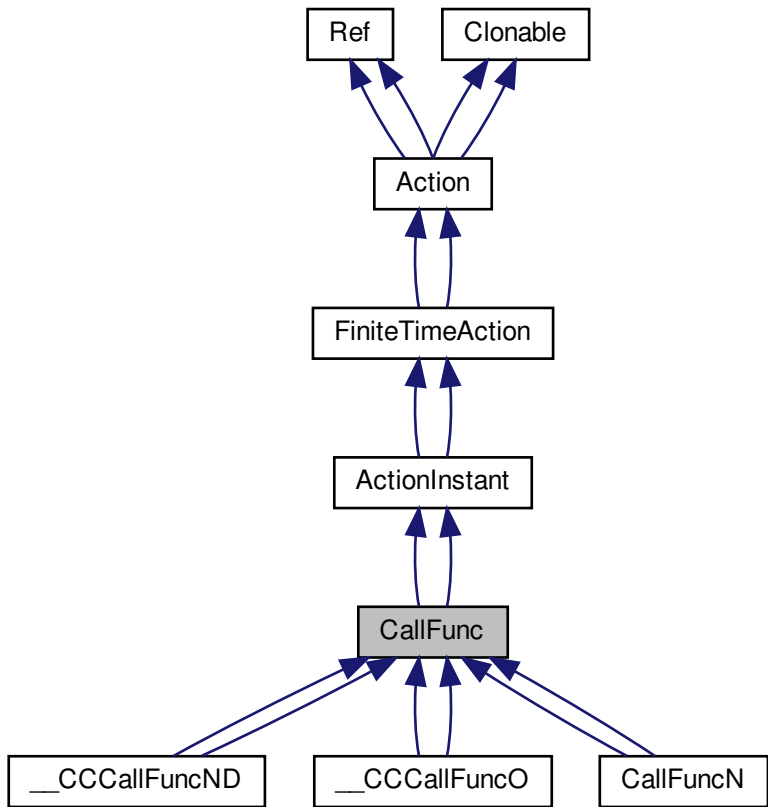 Ref
Clonable
Action
FiniteTimeAction
ActionInstant
CallFunc
__CCCallFuncND
__CCCallFuncO
CallFuncN